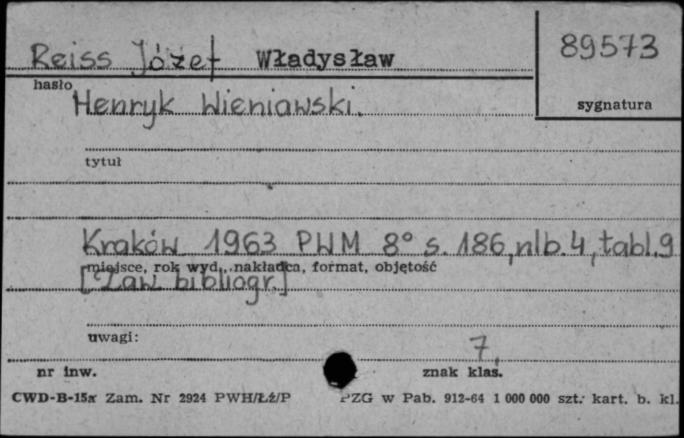 Reiss Józef Władysław
89573
hasło
sygnatura
Henryk Wieniawski.
tytuł
Kraków 1963 PWM 8° s. 186, nlb. 4, tabl. 9
miejsce, rok wyd., nakładca, format, objętość
[Zaw. bibliogr.]
uwagi:
7.
nr inw.
znak klas.
CWD-B-15a Zam. Nr 2924 PWH/Łź/P
PZG w Pab. 912-64 1 000 000 szt. kart. b. kl.